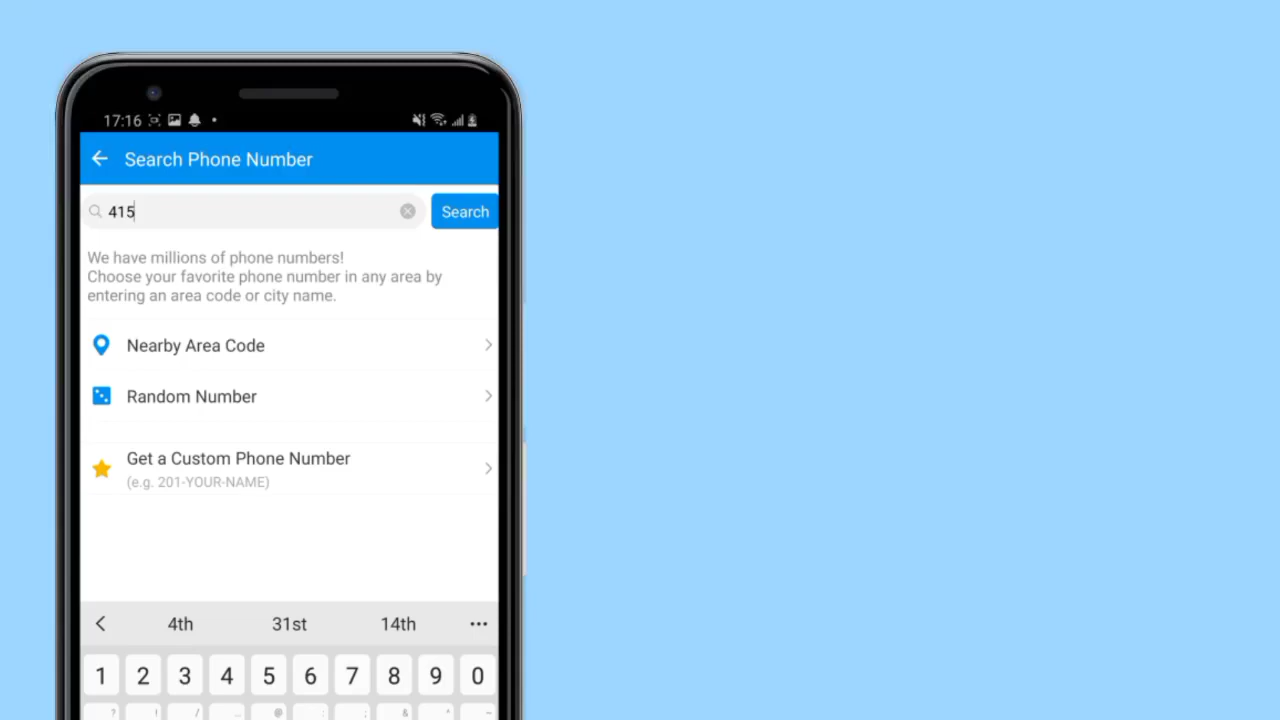 17:16
Search Phone Number
415
Search
We have millions of phone numbers!
Choose your favorite phone number in any area by
entering an area code or city name.
Nearby Area Code
Random Number
Get a Custom Phone Number
(e.g. 201-YOUR-NAME)
4th 31st 14th
1 2 3 4 5 6 7 8 9 0